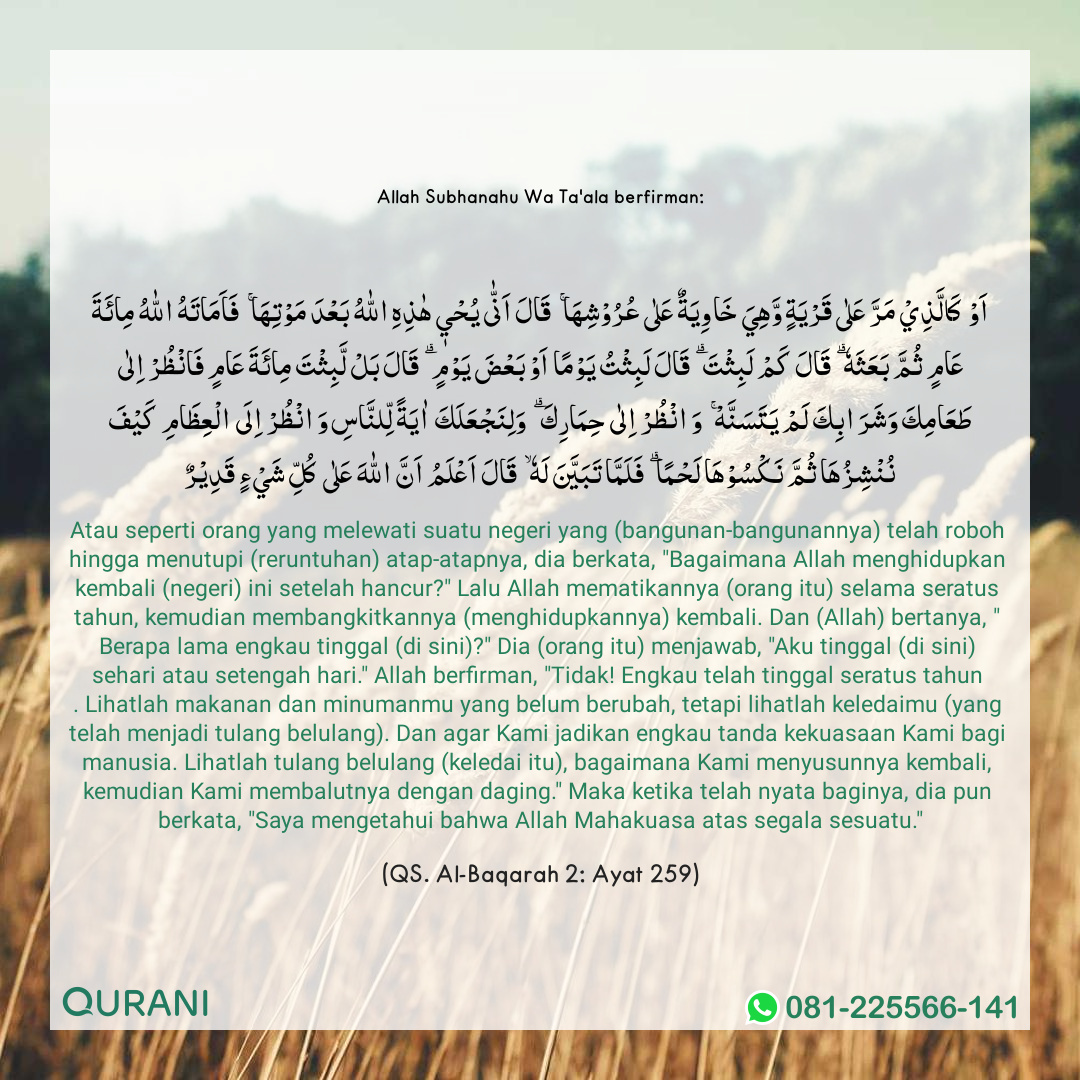 Allah Subhanahu Wa Ta'ala berfirman:
اَوْ كَالَّذِيْ مَرَّ عَلٰى قَرْيَةٍ وَّهِيَ خَاوِيَةٌ عَلٰى عُرُوْشِهَا ۚ قَالَ اَنّٰى يُحْيٖ هٰذِهِ اللّٰهُ بَعْدَ مَوْتِهَا ۚ فَاَمَاتَهُ اللّٰهُ مِائَةَ
عَامٍ ثُمَّ بَعَثَهٗ ۗ قَالَ كَمْ لَبِثْتَ ۗ قَالَ لَبِثْتُ يَوْمًا اَوْ بَعْضَ يَوْمٍ ۗ قَالَ بَلْ لَّبِثْتَ مِائَةَ عَامٍ فَانْظُرْ اِلٰى
طَعَامِكَ وَشَرَابِكَ لَمْ يَتَسَنَّهْ ۚ وَانْظُرْ اِلٰى حِمَارِكَ ۗ وَلِنَجْعَلَكَ اٰيَةً لِّلنَّاسِ وَانْظُرْ اِلَى الْعِظَامِ كَيْفَ
نُنْشِزُهَا ثُمَّ نَكْسُوْهَا لَحْمًا ۗ فَلَمَّا تَبَيَّنَ لَهٗ ۙ قَالَ اَعْلَمُ اَنَّ اللّٰهَ عَلٰى كُلِّ شَيْءٍ قَدِيْرٌ
Atau seperti orang yang melewati suatu negeri yang (bangunan-bangunannya) telah roboh
hingga menutupi (reruntuhan) atap-atapnya, dia berkata, "Bagaimana Allah menghidupkan
kembali (negeri) ini setelah hancur?" Lalu Allah mematikannya (orang itu) selama seratus
tahun, kemudian membangkitkannya (menghidupkannya) kembali. Dan (Allah) bertanya, "
Berapa lama engkau tinggal (di sini)?" Dia (orang itu) menjawab, "Aku tinggal (di sini)
sehari atau setengah hari." Allah berfirman, "Tidak! Engkau telah tinggal seratus tahun
. Lihatlah makanan dan minumanmu yang belum berubah, tetapi lihatlah keledaimu (yang
telah menjadi tulang belulang). Dan agar Kami jadikan engkau tanda kekuasaan Kami bagi
manusia. Lihatlah tulang belulang (keledai itu), bagaimana Kami menyusunnya kembali,
kemudian Kami membalutnya dengan daging." Maka ketika telah nyata baginya, dia pun
berkata, "Saya mengetahui bahwa Allah Mahakuasa atas segala sesuatu."
(QS. Al-Baqarah 2: Ayat 259)
QURANI
081-225566-141